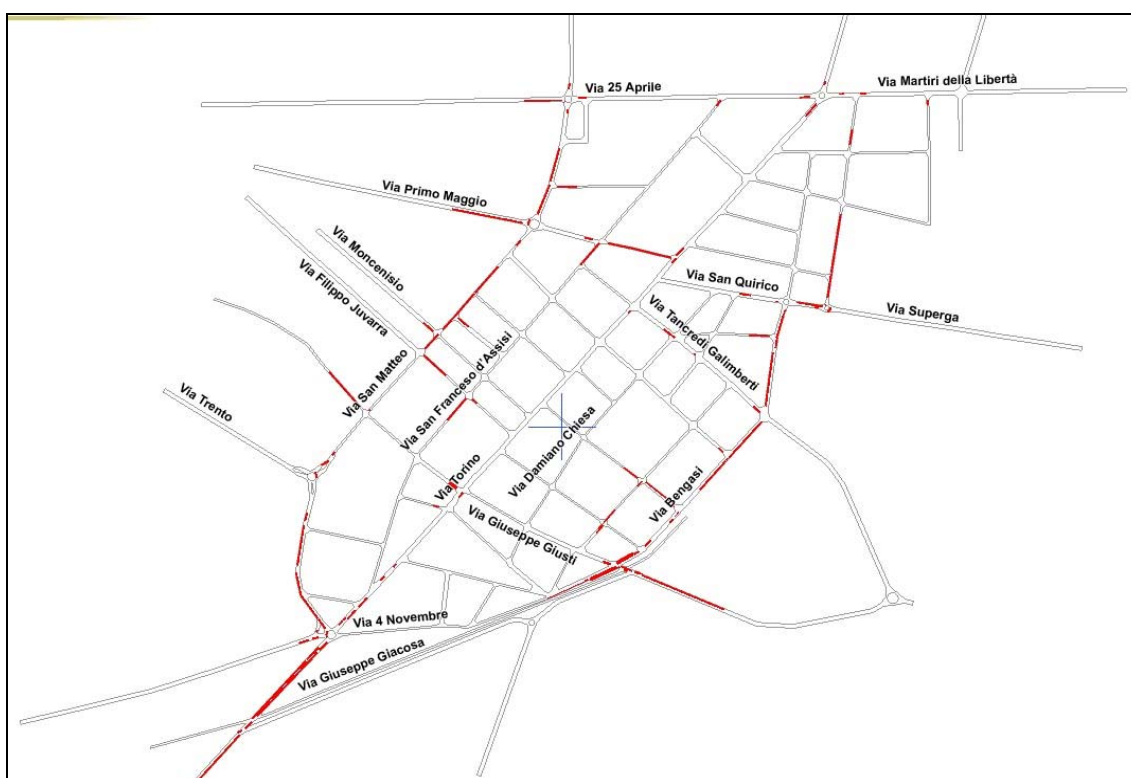 Via Martiri della Libertà
Via 25 Aprile
Via Primo Maggio
Via Moncenisio
Via Filippo Juvarra
Via San Quirico
Via Superga
Via Tancredi Galimberti
Via San Matteo
Via San Franceso d'Assisi
Via Trento
Via Torino
Via Damiano Chiesa
Via Bengasi
Via Giuseppe Giusti
Via 4 Novembre
Via Giuseppe Giacosa